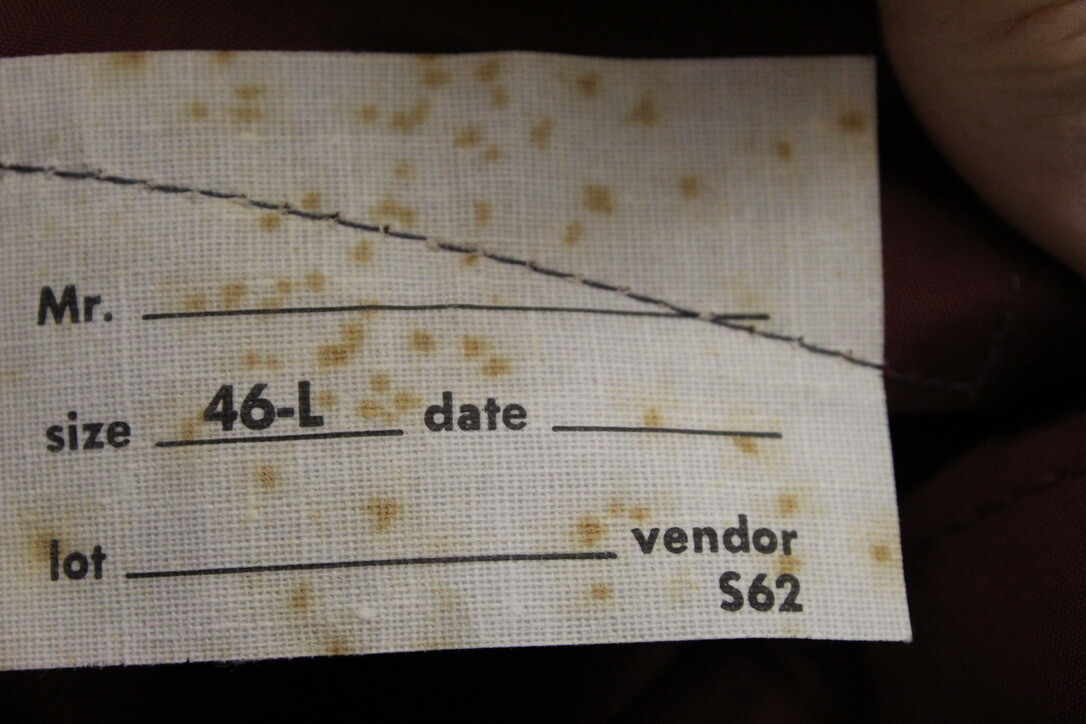 Mr.
size 46-L date
lot vendor
S62